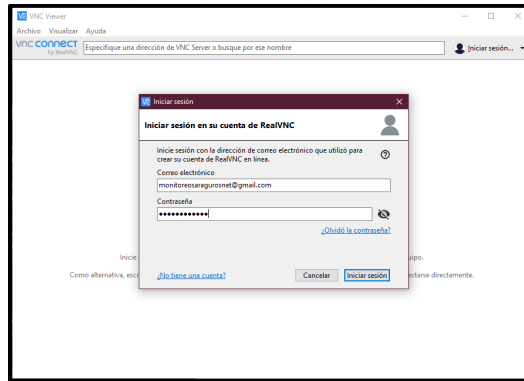 VNC Viewer
Archivo Visualizar Ayuda
vnc connect
by RealVNC
Especifique una dirección de VNC Server o busque por ese nombre
Iniciar sesión...
Iniciar sesión
Iniciar sesión en su cuenta de RealVNC
Inicie sesión con la dirección de correo electrónico que utilizó para
crear su cuenta de RealVNC en línea.
Correo electrónico
monitoreosaragurosnet@gmail.com
Contraseña
¿Olvidó la contraseña?
¿No tiene una cuenta?
Cancelar
Iniciar sesión
Inicie
Como alternativa,
directamente.